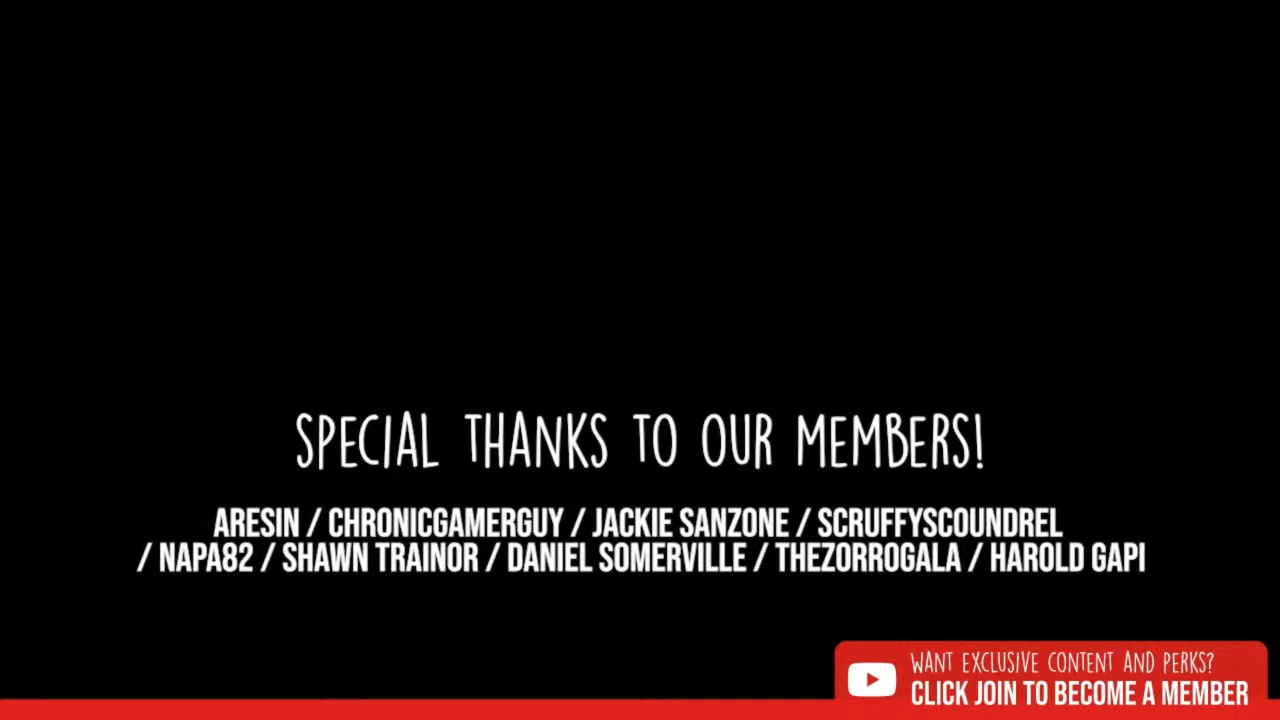 SPECIAL THANKS TO OUR MEMBERS!
ARESIN / CHRONICGAMERGUY / JACKIE SANZONE / SCRUFFYSCOUNDREL
/ NAPA82 / SHAWN TRAINOR / DANIEL SOMERVILLE / THEZORROGALA / HAROLD GAPI
WANT EXCLUSIVE CONTENT AND PERKS?
CLICK JOIN TO BECOME A MEMBER